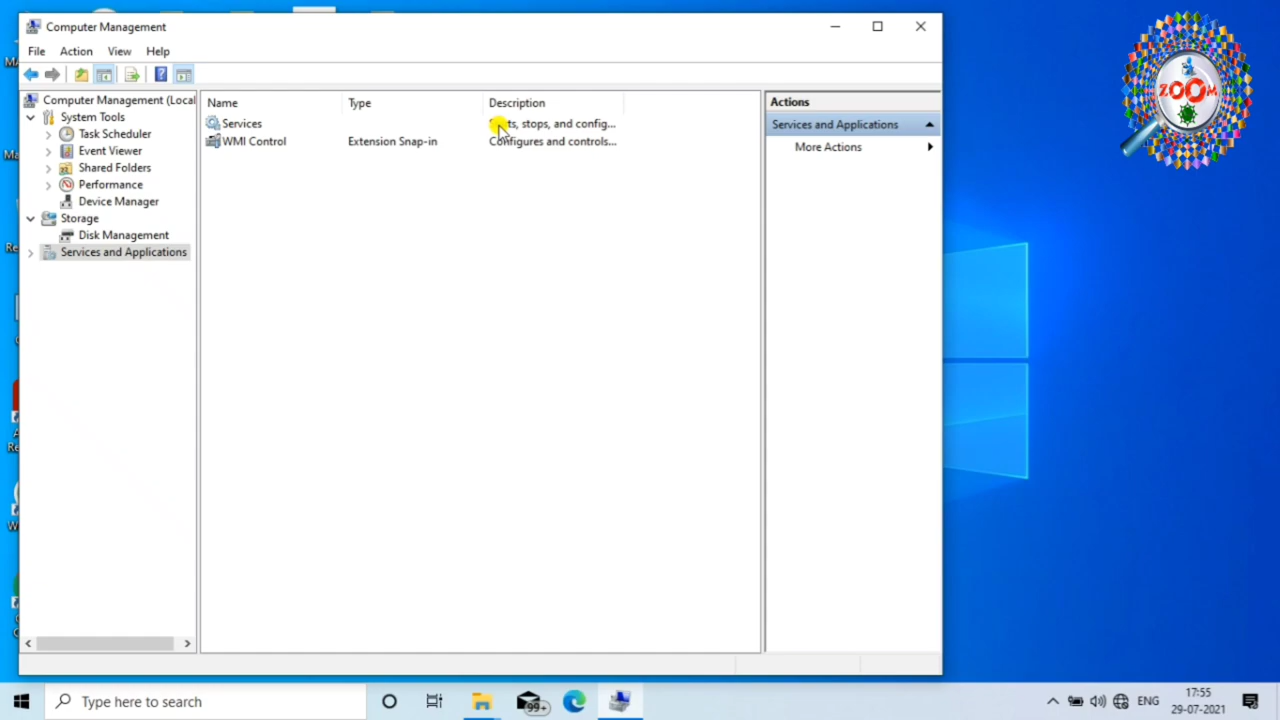 Computer Management
File Action View Help
Computer Management (Local
System Tools
Task Scheduler
Event Viewer
Shared Folders
Performance
Device Manager
Storage
Disk Management
Services and Applications
Name Type Description
Services stops, and config...
WMI Control Extension Snap-in Configures and controls...
Actions
Services and Applications
More Actions
ZOOM
Type here to search
99+
ENG
17:55
29-07-2021